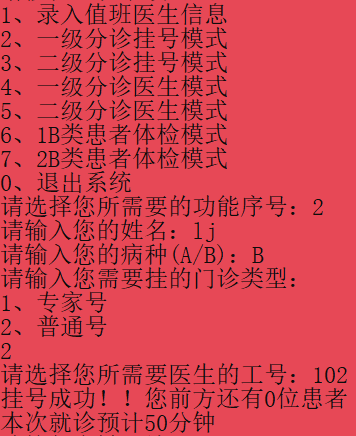 1、录入值班医生信息
2、一级分诊挂号模式
3、二级分诊挂号模式
4、一级分诊医生模式
5、二级分诊医生模式
6、1B类患者体检模式
7、2B类患者体检模式
0、退出系统
请选择您所需要的功能序号：2
请输入您的姓名：lj
请输入您的病种(A/B)：B
请输入您需要挂的门诊类型：
1、专家号
2、普通号
2
请选择您所需要医生的工号：102
挂号成功！！您前方还有0位患者
本次就诊预计50分钟